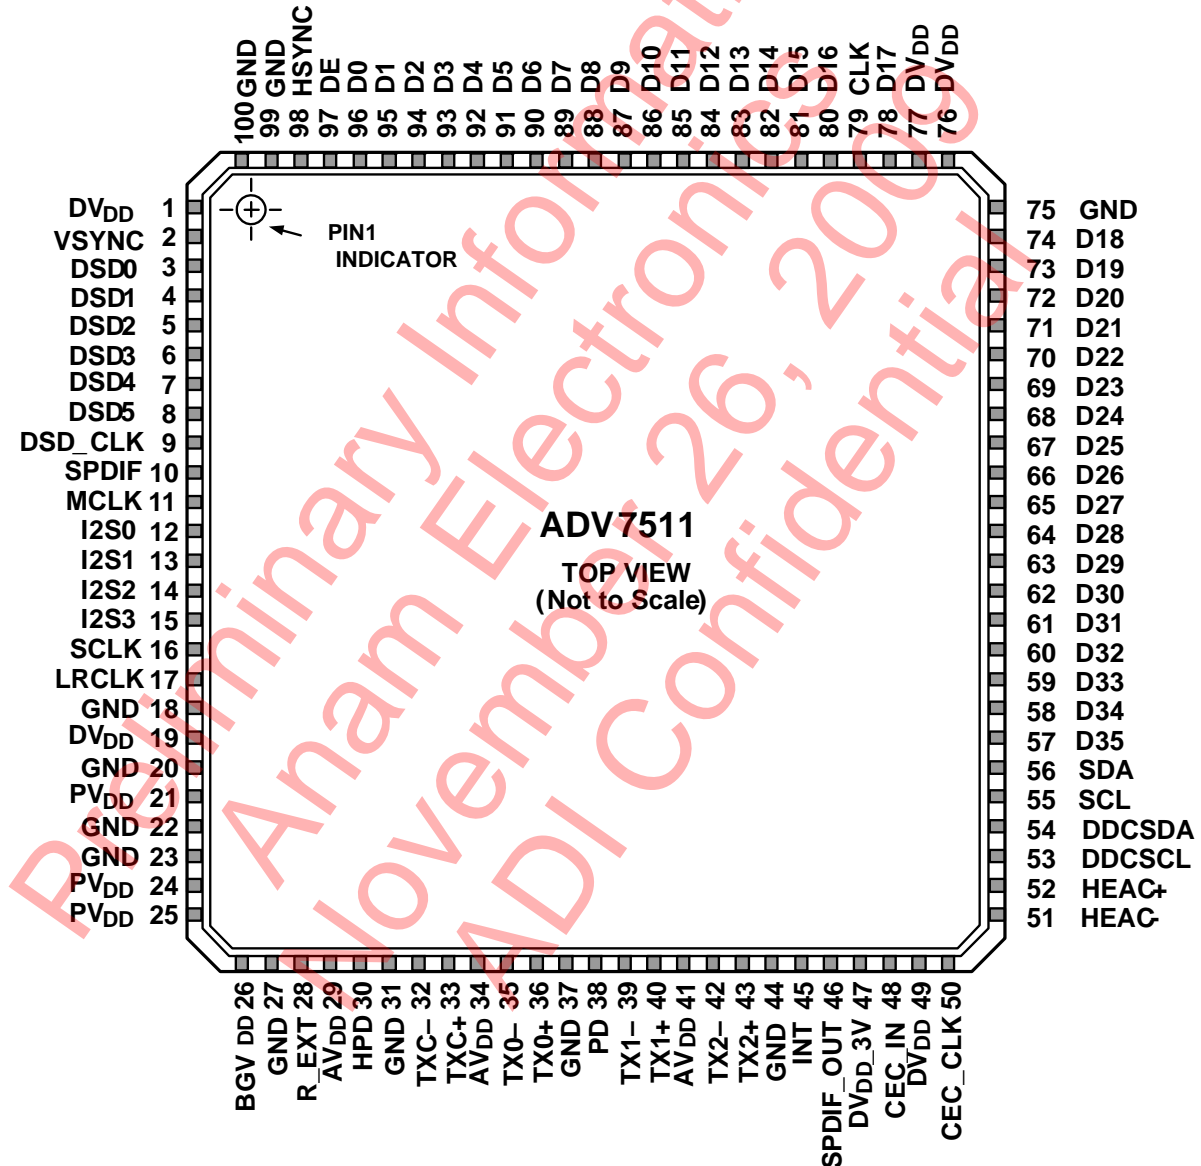 100 GND
99 GND
98 HSYNC
97 DE
96 D0
95 D1
94 D2
93 D3
92 D4
91 D5
90 D6
89 D7
88 D8
87 D9
86 D10
85 D11
84 D12
83 D13
82 D14
81 D15
80 D16
79 CLK
78 D17
77 DVDD
76 DVDD
DVDD 1
VSYNC 2
DSD0 3
DSD1 4
DSD2 5
DSD3 6
DSD4 7
DSD5 8
DSD_CLK 9
SPDIF 10
MCLK 11
I2S0 12
I2S1 13
I2S2 14
I2S3 15
SCLK 16
LRCLK 17
GND 18
DVDD 19
GND 20
PVDD 21
GND 22
GND 23
PVDD 24
PVDD 25
PIN1
INDICATOR
ADV7511
TOP VIEW
(Not to Scale)
75 GND
74 D18
73 D19
72 D20
71 D21
70 D22
69 D23
68 D24
67 D25
66 D26
65 D27
64 D28
63 D29
62 D30
61 D31
60 D32
59 D33
58 D34
57 D35
56 SDA
55 SCL
54 DDCSDA
53 DDCSCL
52 HEAC+
51 HEAC-
BGVDD 26
GND 27
R_EXT 28
AVDD 29
HPD 30
GND 31
TXC– 32
TXC+ 33
AVDD 34
TX0– 35
TX0+ 36
GND 37
PD 38
TX1– 39
TX1+ 40
AVDD 41
TX2– 42
TX2+ 43
GND 44
INT 45
SPDIF_OUT 46
DVDD_3V 47
CEC_IN 48
DVDD 49
CEC_CLK 50
Preliminary Informati
Anam Electronics
November 26, 2009
ADI Confidential